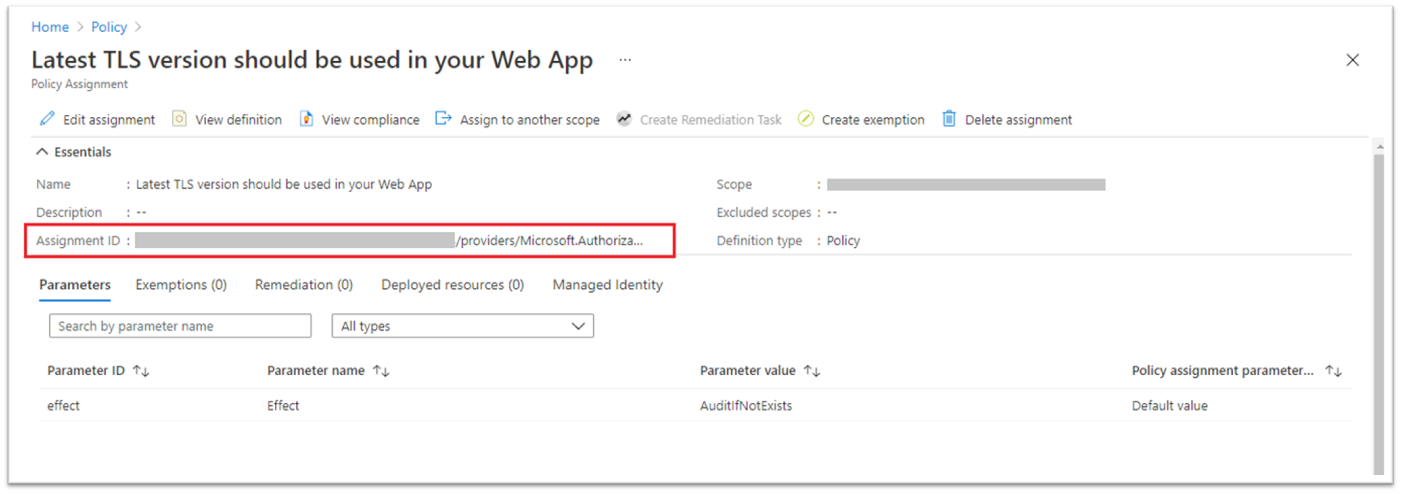 Home > Policy >
Latest TLS version should be used in your Web App ...
Policy Assignment
Edit assignment View definition View compliance Assign to another scope Create Remediation Task Create exemption Delete assignment
Essentials
Name : Latest TLS version should be used in your Web App Scope :
Description : -- Excluded scopes : --
Assignment ID : /providers/Microsoft.Authoriza... Definition type : Policy
Parameters Exemptions (0) Remediation (0) Deployed resources (0) Managed Identity
Search by parameter name All types
Parameter ID ↑↓ Parameter name ↑↓ Parameter value ↑↓ Policy assignment parameter... ↑↓
effect Effect AuditIfNotExists Default value